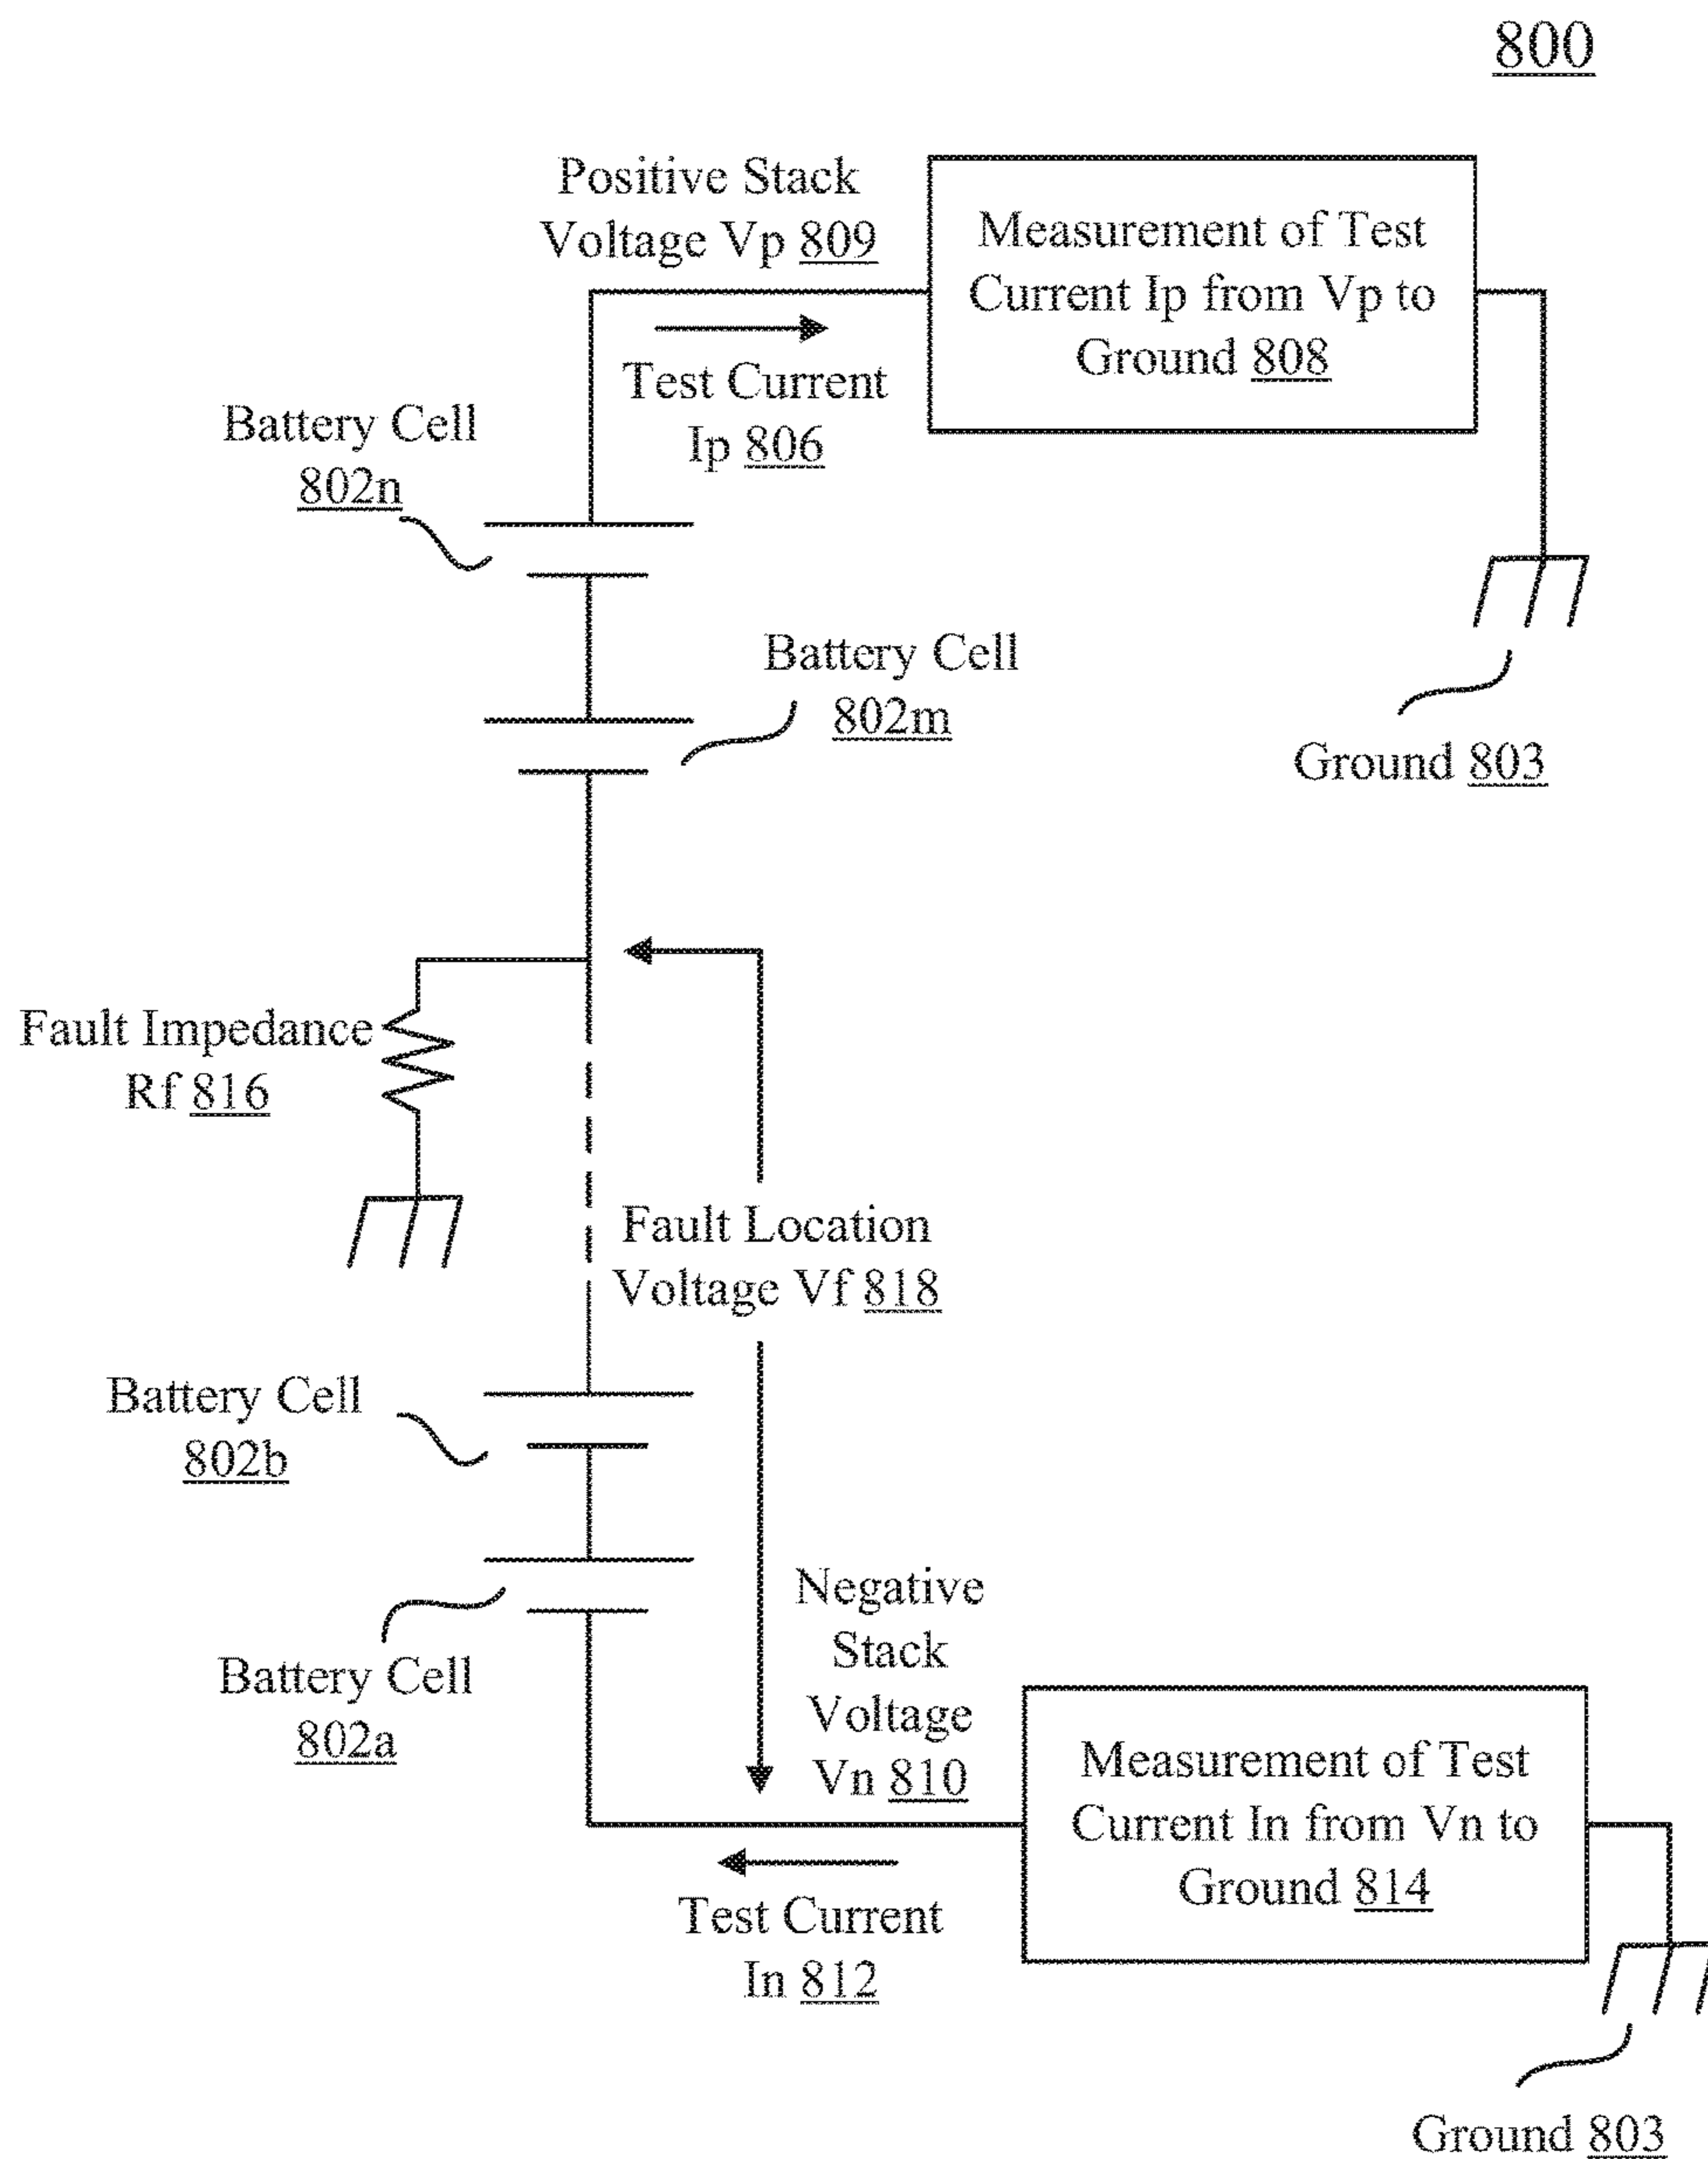 800
Positive Stack
Voltage Vp 809
Measurement of Test
Current Ip from Vp to
Ground 808
Test Current
Ip 806
Battery Cell
802n
Battery Cell
802m
Ground 803
Fault Impedance
Rf 816
Fault Location
Voltage Vf 818
Battery Cell
802b
Negative
Stack
Voltage
Vn 810
Battery Cell
802a
Measurement of Test
Current In from Vn to
Ground 814
Test Current
In 812
Ground 803